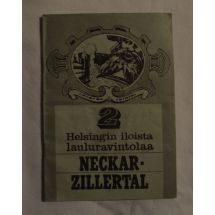 2
Helsingin iloista
lauluravintolaa
NECKAR-
ZILLERTAL